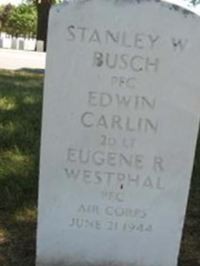 STANLEY W
BUSCH
PFC
EDWIN
CARLIN
2D LT
EUGENE R
WESTPHAL
PFC
AIR CORPS
JUNE 21 1944